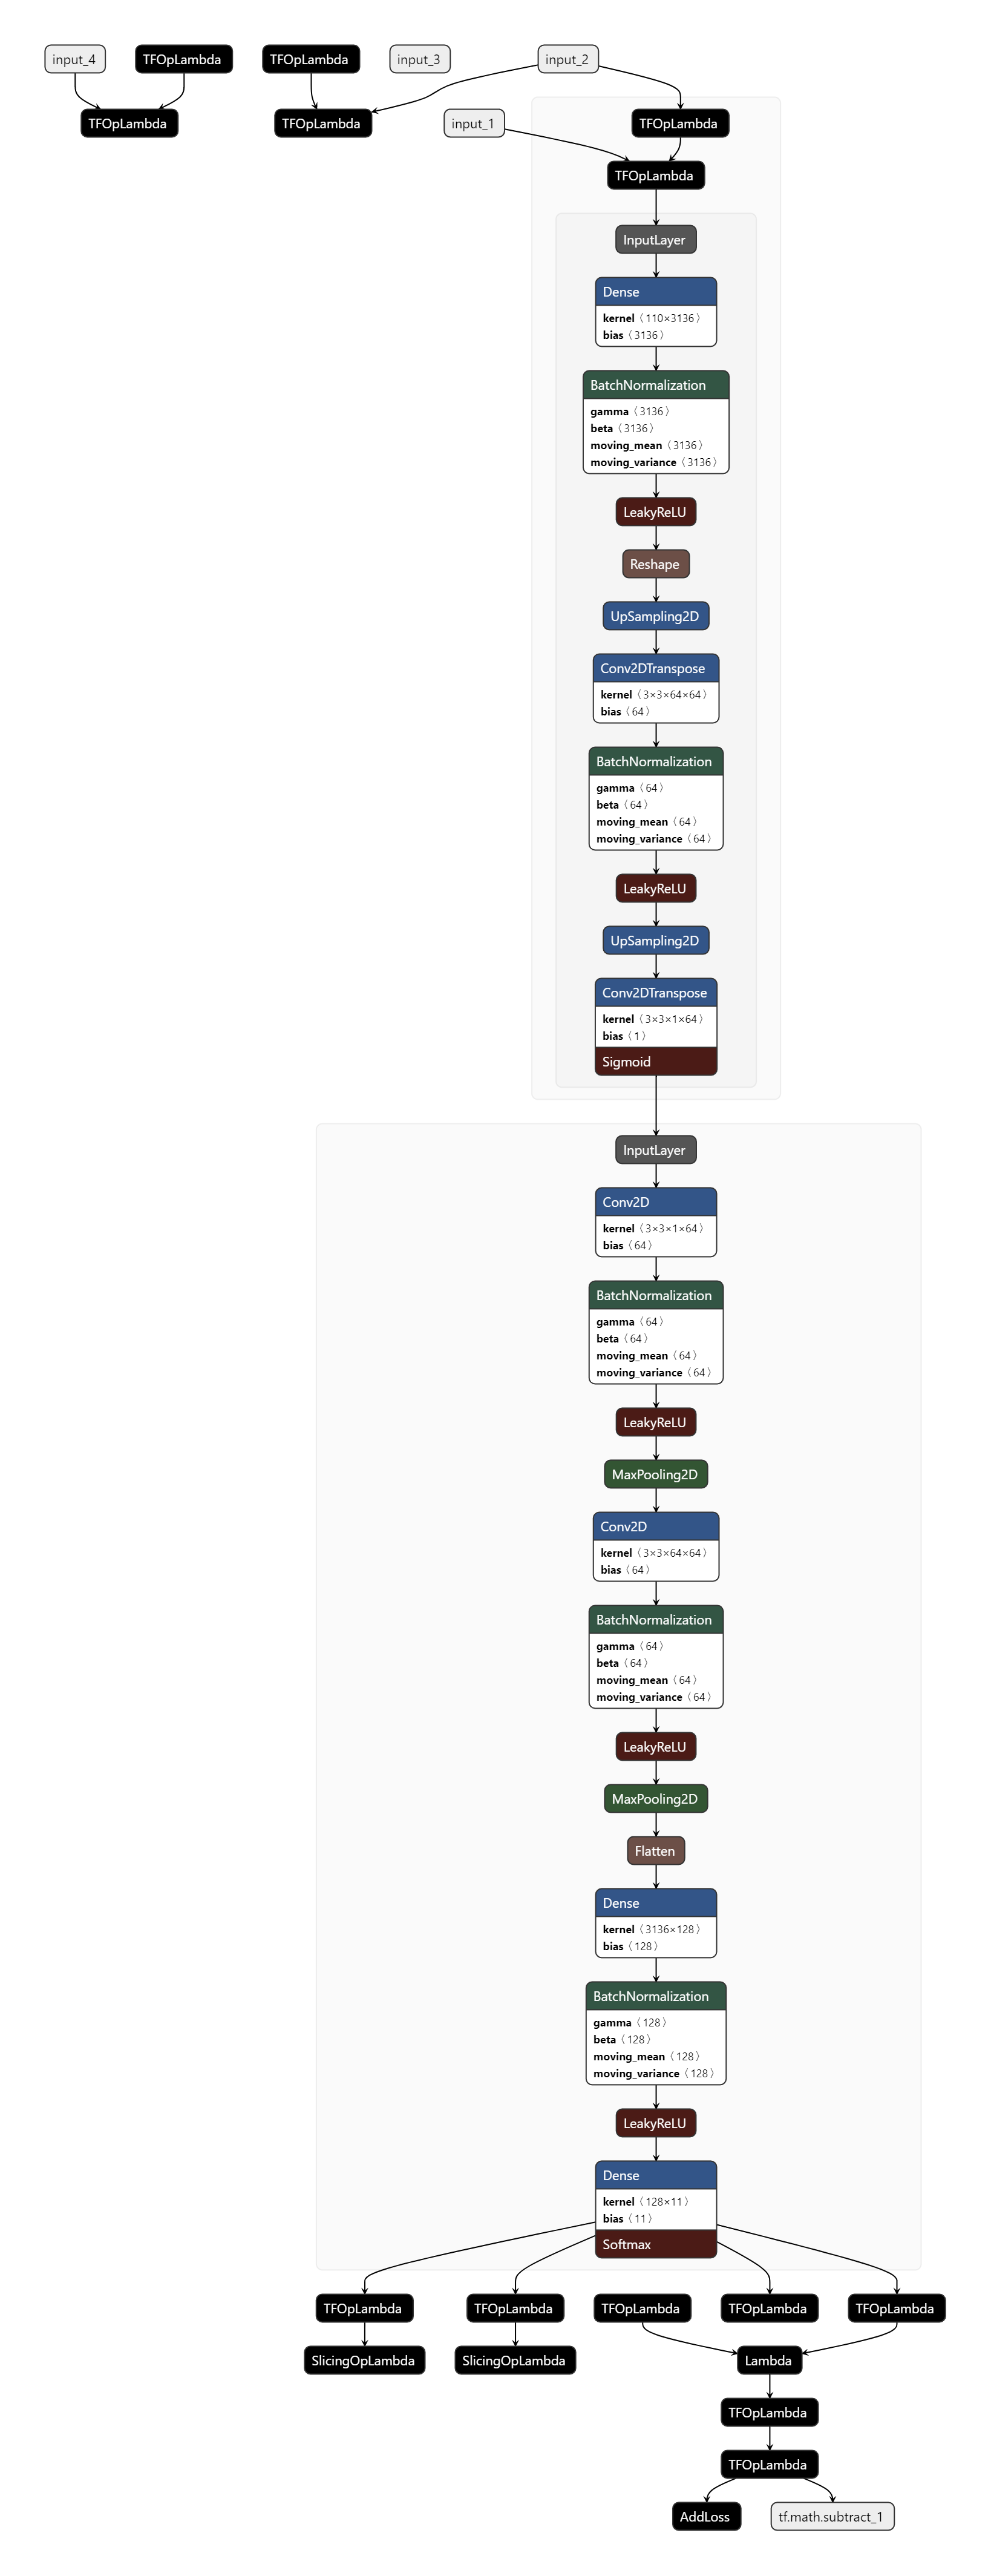 input_4
TFOpLambda
TFOpLambda
input_3
input_2
TFOpLambda
TFOpLambda
input_1
TFOpLambda
TFOpLambda
InputLayer
Dense
kernel 〈110×3136〉
bias 〈3136〉
BatchNormalization
gamma 〈3136〉
beta 〈3136〉
moving_mean 〈3136〉
moving_variance 〈3136〉
LeakyReLU
Reshape
UpSampling2D
Conv2DTranspose
kernel 〈3×3×64×64〉
bias 〈64〉
BatchNormalization
gamma 〈64〉
beta 〈64〉
moving_mean 〈64〉
moving_variance 〈64〉
LeakyReLU
UpSampling2D
Conv2DTranspose
kernel 〈3×3×1×64〉
bias 〈1〉
Sigmoid
InputLayer
Conv2D
kernel 〈3×3×1×64〉
bias 〈64〉
BatchNormalization
gamma 〈64〉
beta 〈64〉
moving_mean 〈64〉
moving_variance 〈64〉
LeakyReLU
MaxPooling2D
Conv2D
kernel 〈3×3×64×64〉
bias 〈64〉
BatchNormalization
gamma 〈64〉
beta 〈64〉
moving_mean 〈64〉
moving_variance 〈64〉
LeakyReLU
MaxPooling2D
Flatten
Dense
kernel 〈3136×128〉
bias 〈128〉
BatchNormalization
gamma 〈128〉
beta 〈128〉
moving_mean 〈128〉
moving_variance 〈128〉
LeakyReLU
Dense
kernel 〈128×11〉
bias 〈11〉
Softmax
TFOpLambda
TFOpLambda
TFOpLambda
TFOpLambda
TFOpLambda
SlicingOpLambda
SlicingOpLambda
Lambda
TFOpLambda
TFOpLambda
AddLoss
tf.math.subtract_1